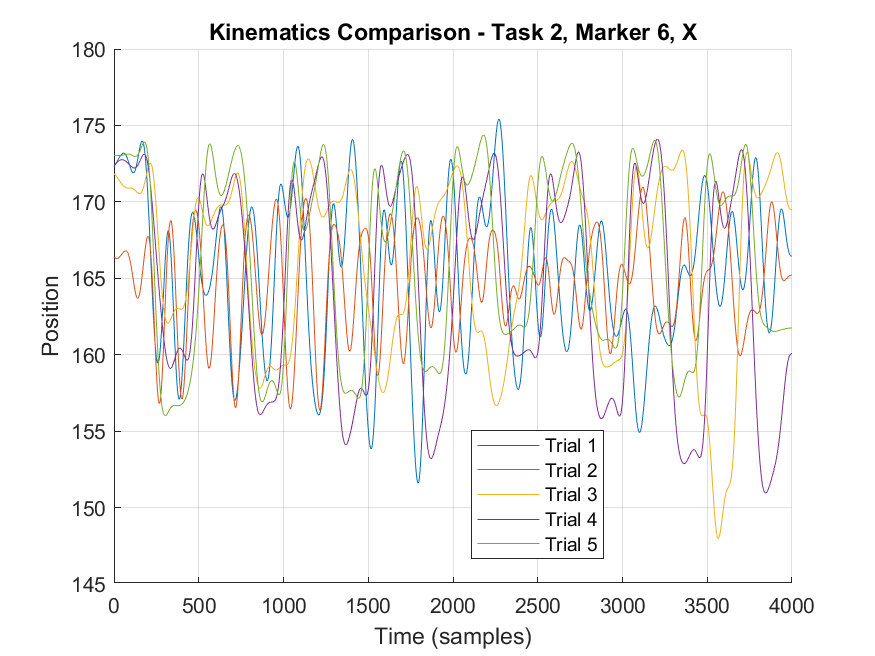 Kinematics Comparison - Task 2, Marker 6, X
180
175
170
165
160
155
150
145
Position
Trial 1
Trial 2
Trial 3
Trial 4
Trial 5
0 500 1000 1500 2000 2500 3000 3500 4000
Time (samples)